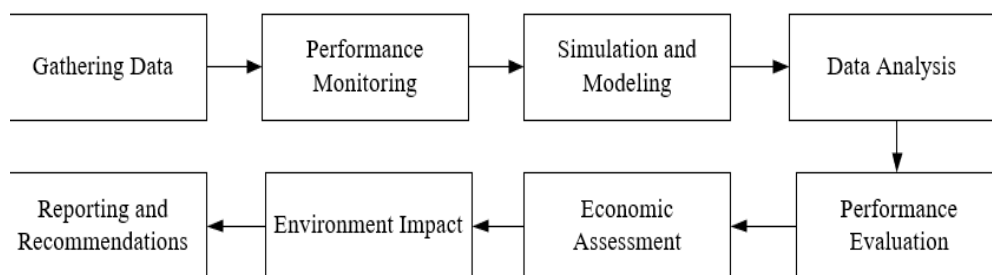 Gathering Data
Performance
Monitoring
Simulation and
Modeling
Data Analysis
Performance
Evaluation
Economic
Assessment
Environment Impact
Reporting and
Recommendations